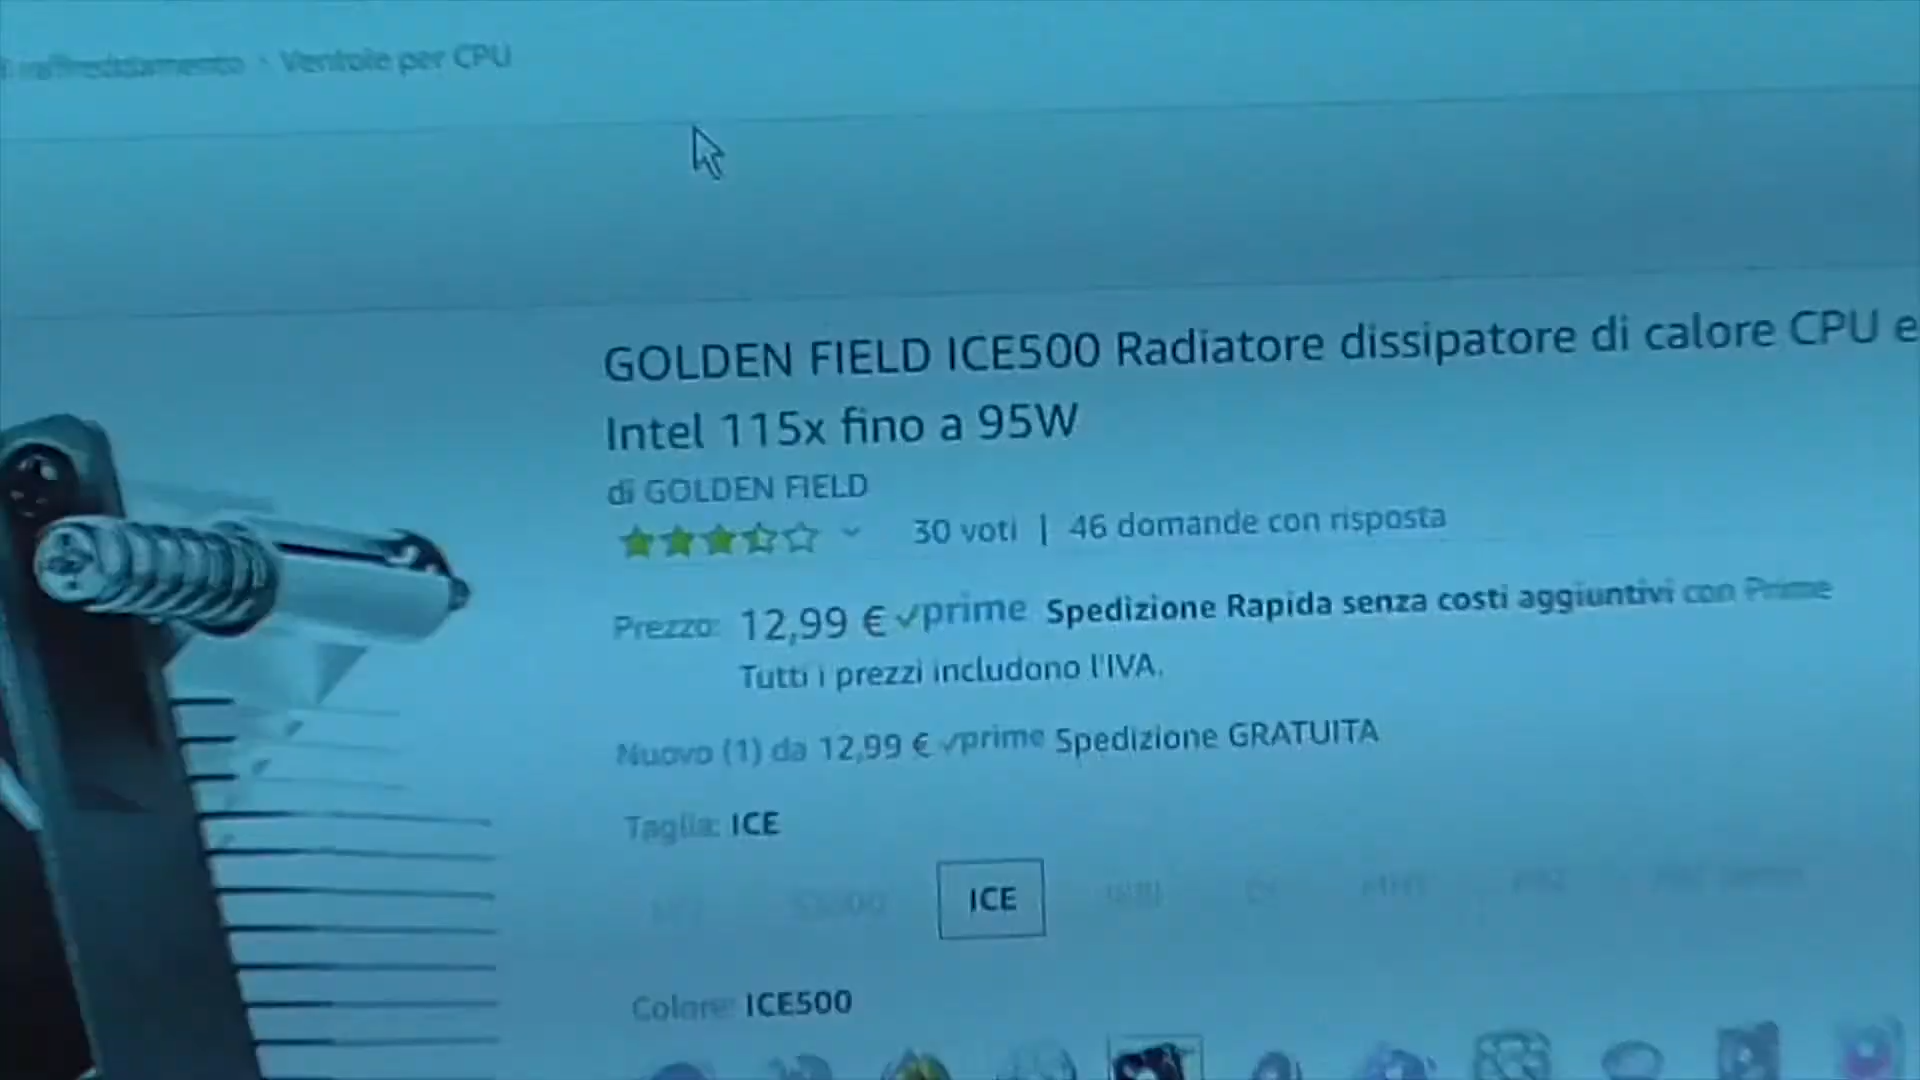 raffreddamento › Ventole per CPU
GOLDEN FIELD ICE500 Radiatore dissipatore di calore CPU e
Intel 115x fino a 95W
di GOLDEN FIELD
30 voti | 46 domande con risposta
Prezzo: 12,99 € prime Spedizione Rapida senza costi aggiuntivi con Prime
Tutti i prezzi includono l'IVA.
Nuovo (1) da 12,99 € prime Spedizione GRATUITA
Taglia: ICE
ICE
Colore: ICE500